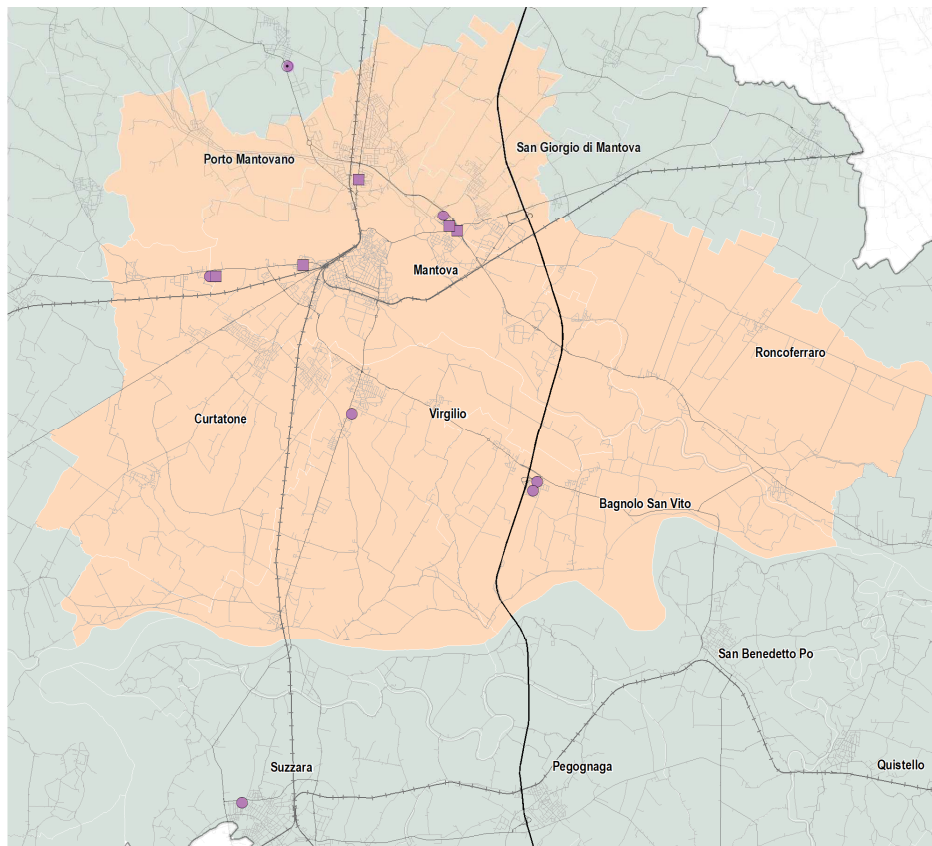 San Giorgio di Mantova
Porto Mantovano
Mantova
Roncoferraro
Curtatone
Virgilio
Bagnolo San Vito
San Benedetto Po
Suzzara
Pegognaga
Quistello